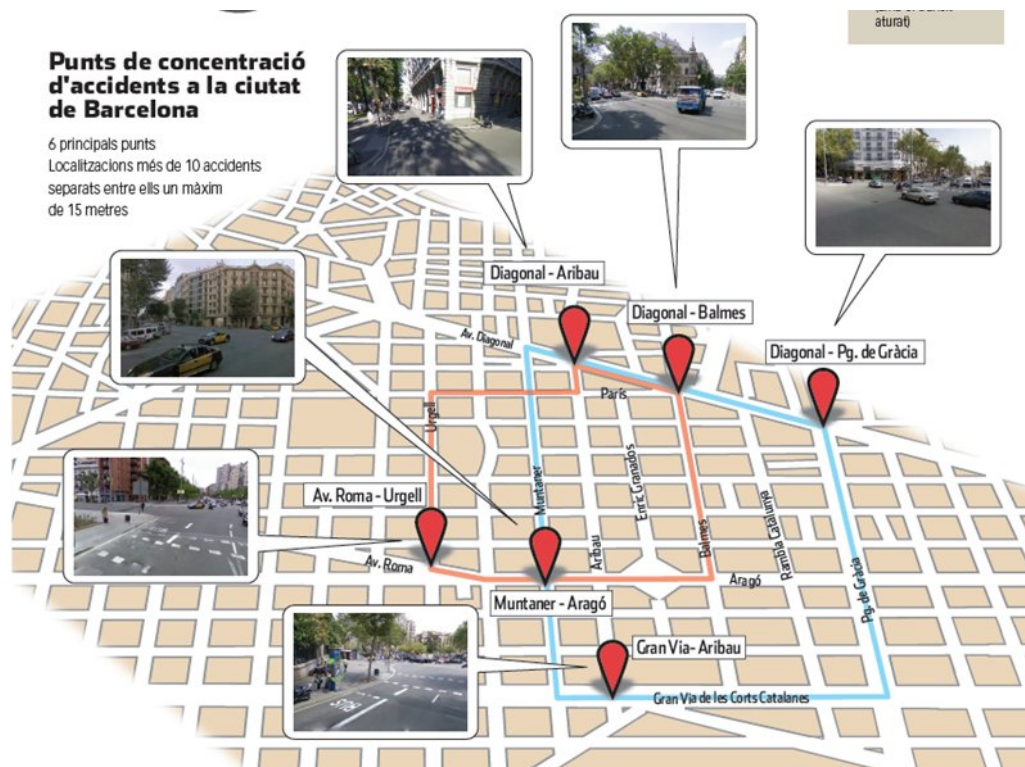 aturat)
Punts de concentració
d'accidents a la ciutat
de Barcelona
6 principals punts
Localitzacions més de 10 accidents
separats entre ells un màxim
de 15 metres
Diagonal - Aribau
Diagonal - Balmes
Diagonal - Pg. de Gràcia
Av. Diagonal
París
Urgell
Muntaner
Enric Granados
Av. Roma - Urgell
Av. Roma
Aribau
Balmes
Ramba Catalunya
Aragó
Pg. de Gràcia
Muntaner - Aragó
Gran Via- Aribau
Gran Via de les Corts Catalanes
BUS